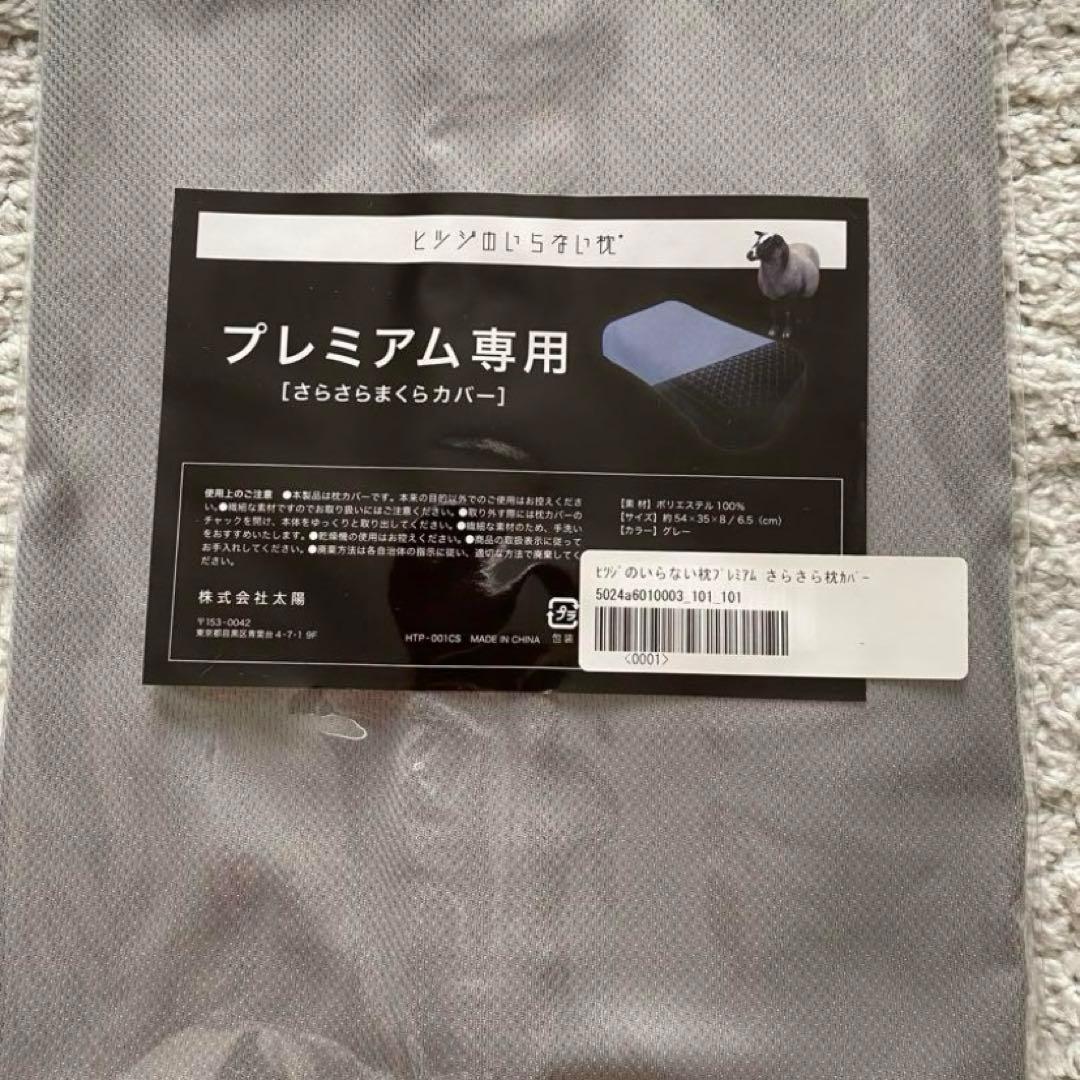 ヒツジのいらない枕®
プレミアム専用
[さらさらまくらカバー]
使用上のご注意 ●本製品は枕カバーです。本来の目的以外でのご使用はお控えくださ
い。●繊細な素材ですのでお取り扱いにはご注意ください。●取り外す際には枕カバーの
チャックを開け、本体をゆっくりと取り出してください。●繊細な素材のため、手洗い
をおすすめいたします。●乾燥機の使用はお控えください。●商品の取扱表示に従って
お手入れしてください。●廃棄方法は各自治体の指示に従い、適切な方法で廃棄してく
ださい。
【素 材】ポリエステル100%
【サイズ】約54×35×8/6.5(cm)
【カラー】グレー
株式会社太陽
〒153-0042
東京都目黒区青葉台4-7-1 9F
HTP-001CS MADE IN CHINA
プラ
包装
ﾋﾂｼﾞのいらない枕ﾌﾟﾚﾐｱﾑ さらさら枕ｶﾊﾞｰ
5024a6010003_101_101
<0001>